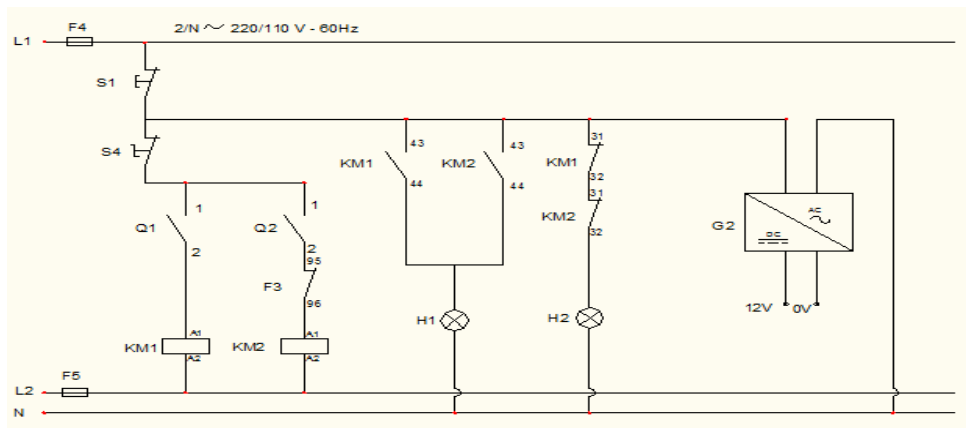 F4
2/N ~ 220/110 V - 60Hz
L1
S1
S4
43
43
31
KM1
KM2
KM1
44
44
32
31
KM2
32
1
1
Q1
Q2
2
2
95
F3
96
AC
G2
DC
12V
0V
H1
H2
A1
A1
KM1
KM2
A2
A2
F5
L2
N